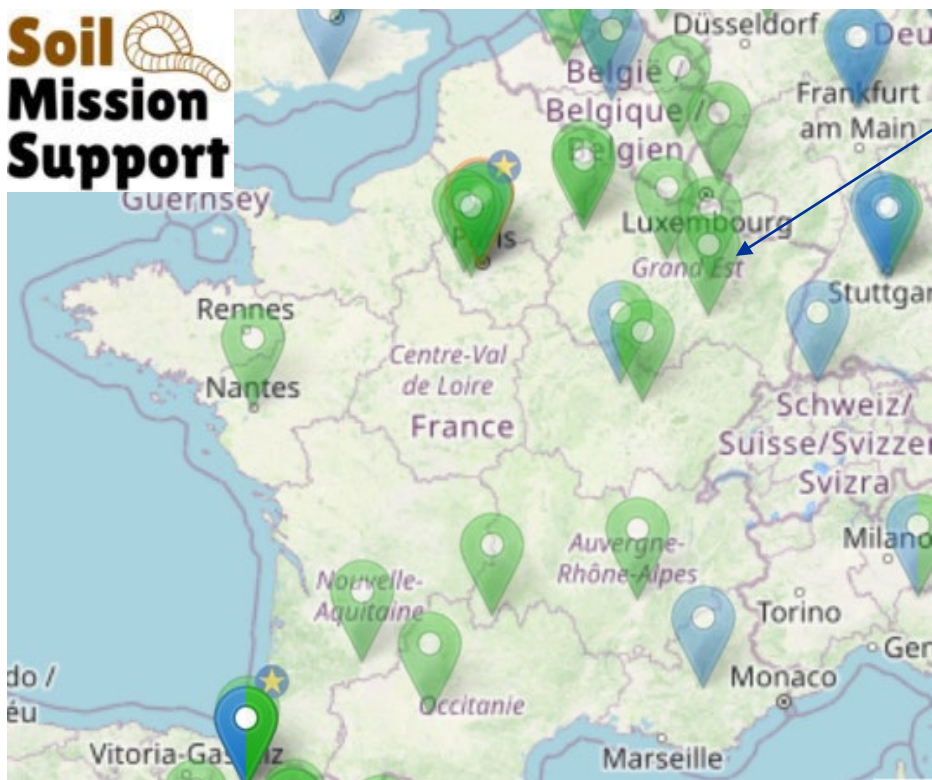 Soil
Mission
Support
Düsseldorf
Deu
België /
Belgique /
Belgien
Frankfurt
am Main
Guernsey
Luxembourg
Paris
Grand Est
Stuttgar
Rennes
Centre-Val
de Loire
Nantes
France
Schweiz/
Suisse/Svizzer
Svizra
Milano
Auvergne-
Rhône-Alpes
Nouvelle-
Aquitaine
Torino
do /
éu
Gen
Monaco
Occitanie
Vitoria-Gasteiz
Marseille